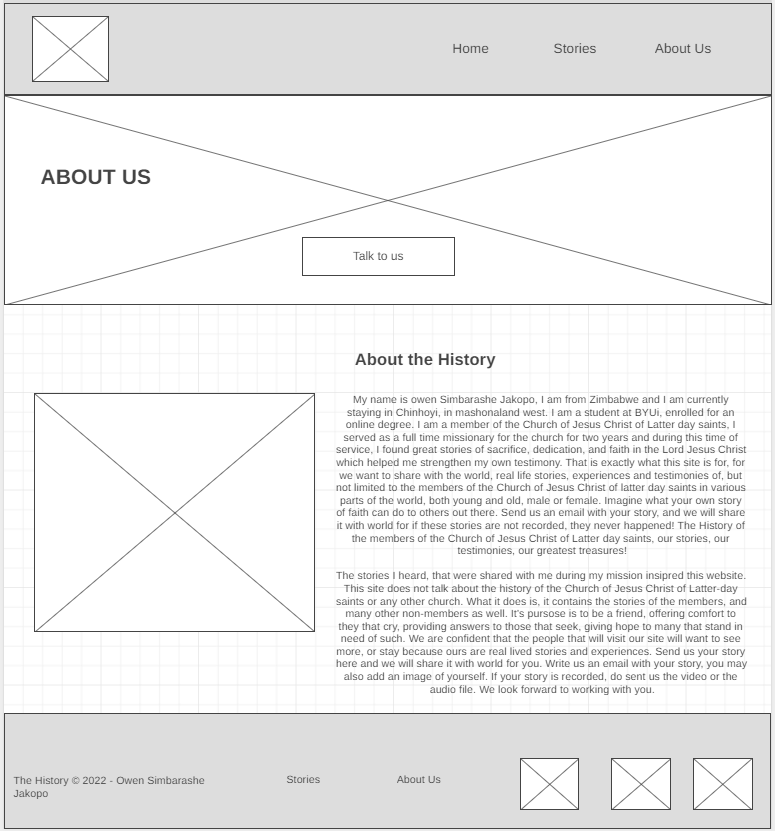 Home Stories About Us
ABOUT US
Talk to us
About the History
My name is owen Simbarashe Jakopo, I am from Zimbabwe and I am currently
staying in Chinhoyi, in mashonaland west. I am a student at BYUi, enrolled for an
online degree. I am a member of the Church of Jesus Christ of Latter day saints, I
served as a full time missionary for the church for two years and during this time of
service, I found great stories of sacrifice, dedication, and faith in the Lord Jesus Christ
which helped me strengthen my own testimony. That is exactly what this site is for, for
we want to share with the world, real life stories, experiences and testimonies of, but
not limited to the members of the Church of Jesus Christ of latter day saints in various
parts of the world, both young and old, male or female. Imagine what your own story
of faith can do to others out there. Send us an email with your story, and we will share
it with world for if these stories are not recorded, they never happened! The History of
the members of the Church of Jesus Christ of Latter day saints, our stories, our
testimonies, our greatest treasures!
The stories I heard, that were shared with me during my mission insipred this website.
This site does not talk about the history of the Church of Jesus Christ of Latter-day
saints or any other church. What it does is, it contains the stories of the members, and
many other non-members as well. It's pursose is to be a friend, offering comfort to
they that cry, providing answers to those that seek, giving hope to many that stand in
need of such. We are confident that the people that will visit our site will want to see
more, or stay because ours are real lived stories and experiences. Send us your story
here and we will share it with world for you. Write us an email with your story, you may
also add an image of yourself. If your story is recorded, do sent us the video or the
audio file. We look forward to working with you.
The History © 2022 - Owen Simbarashe
Jakopo
Stories
About Us